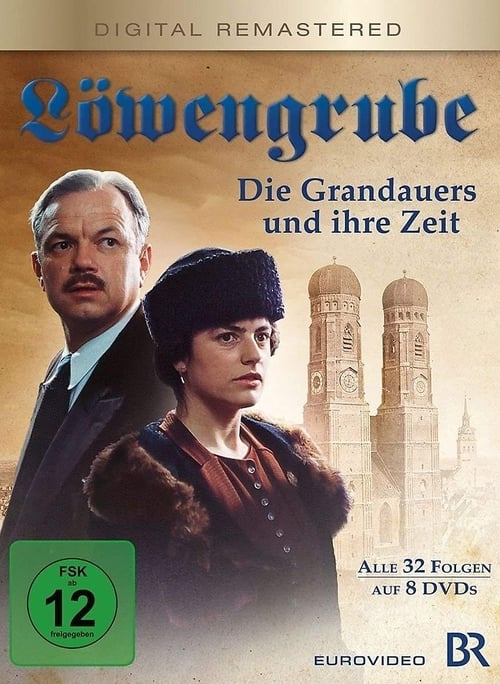 DIGITAL REMASTERED
Löwengrube
Die Grandauers
und ihre Zeit
ALLE 32 FOLGEN
AUF 8 DVDS
FSK
ab
12
freigegeben
EUROVIDEO BR